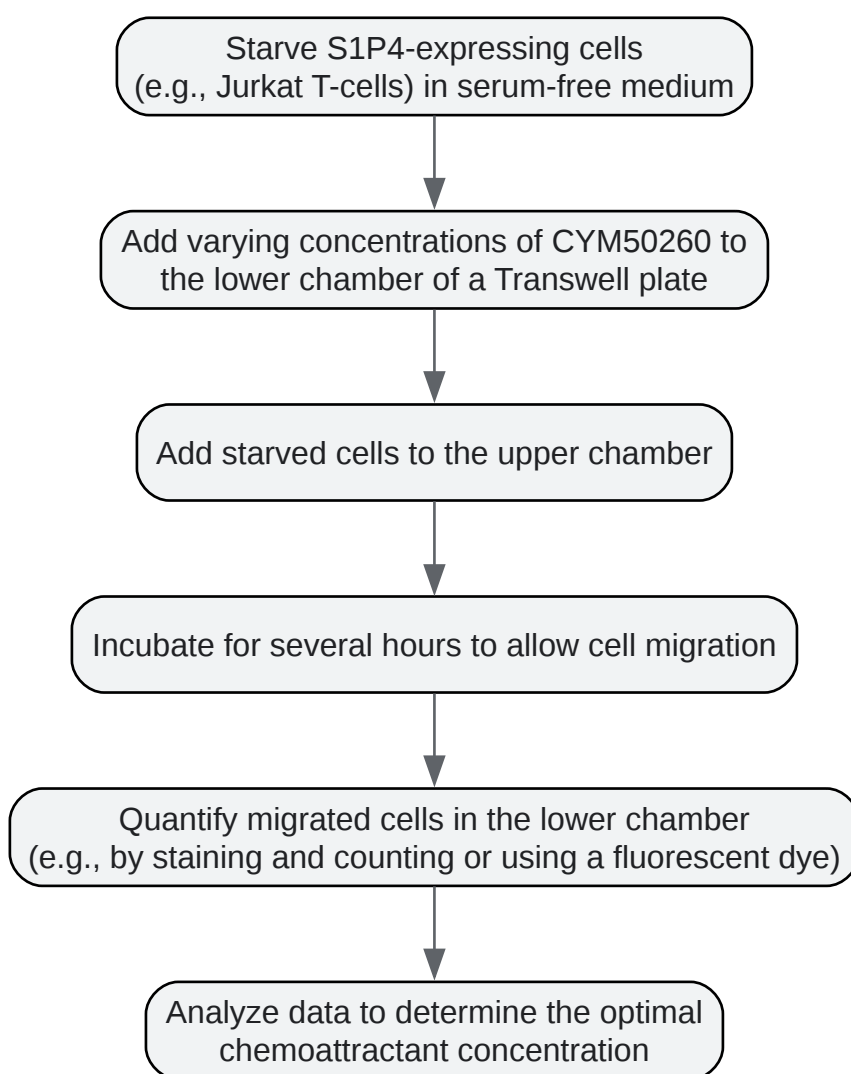 Starve S1P4-expressing cells
(e.g., Jurkat T-cells) in serum-free medium
Add varying concentrations of CYM50260 to
the lower chamber of a Transwell plate
Add starved cells to the upper chamber
Incubate for several hours to allow cell migration
Quantify migrated cells in the lower chamber
(e.g., by staining and counting or using a fluorescent dye)
Analyze data to determine the optimal
chemoattractant concentration